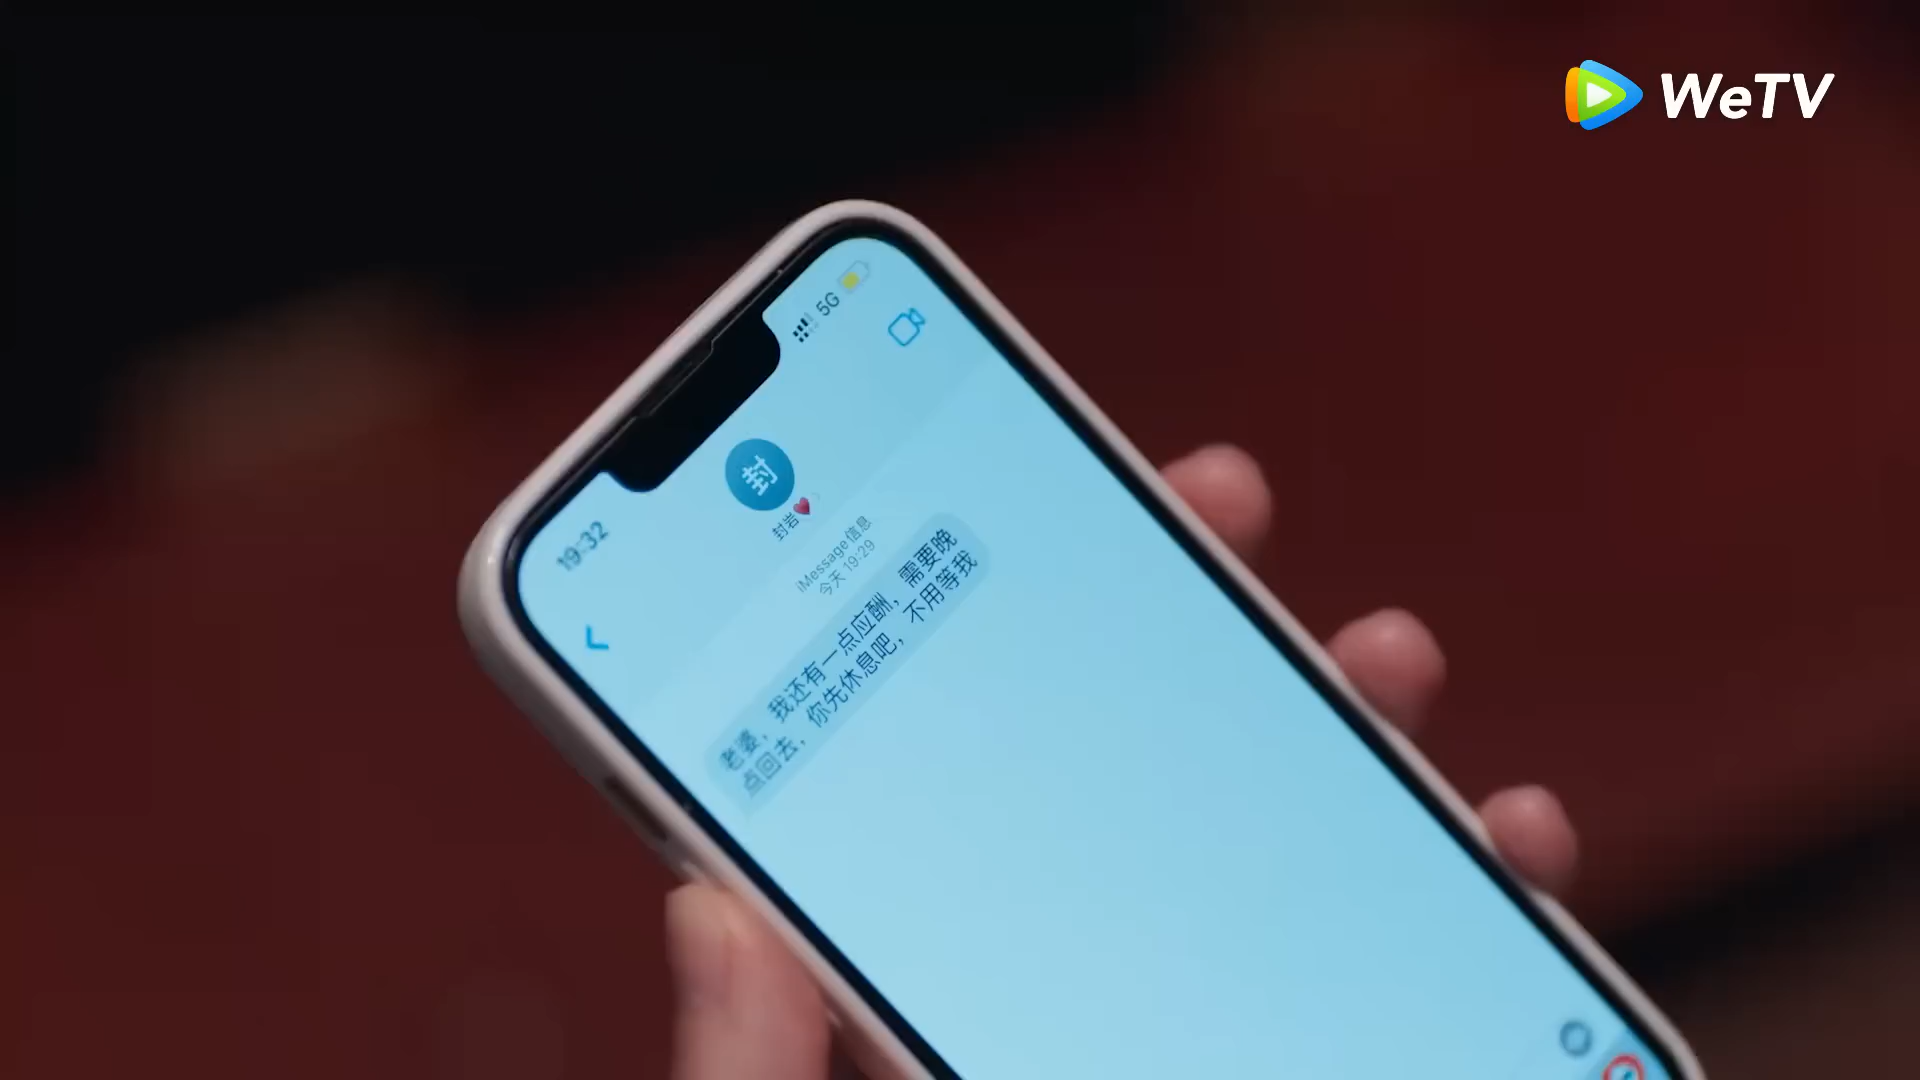 WeTV
5G
19:32
封
封岩❤
iMessage信息
今天 19:29
老婆，我还有一点应酬，需要晚
点回去，你先休息吧，不用等我